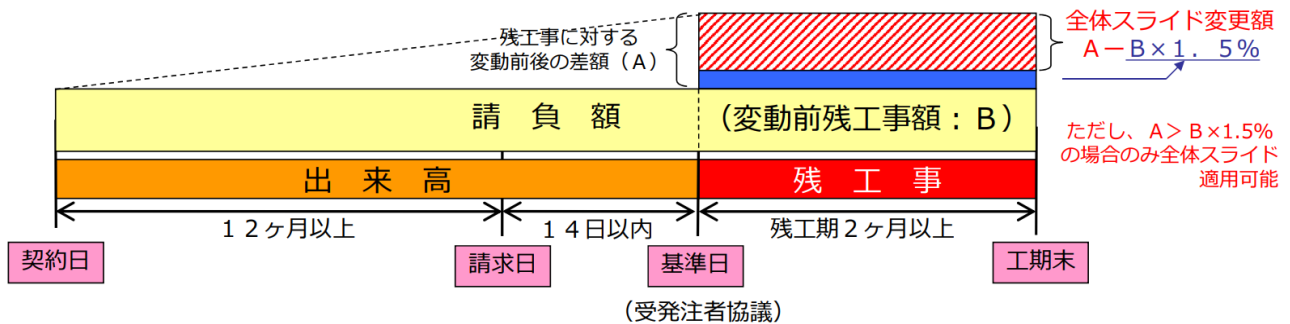 残工事に対する
変動前後の差額（Ａ）
全体スライド変更額
Ａ－Ｂ×１．５%
請　負　額
（変動前残工事額：Ｂ）
ただし、Ａ＞Ｂ×1.5%
の場合のみ全体スライド
適用可能
出　来　高
残　工　事
１２ヶ月以上
１４日以内
残工期２ヶ月以上
契約日
請求日
基準日
工期末
（受発注者協議）